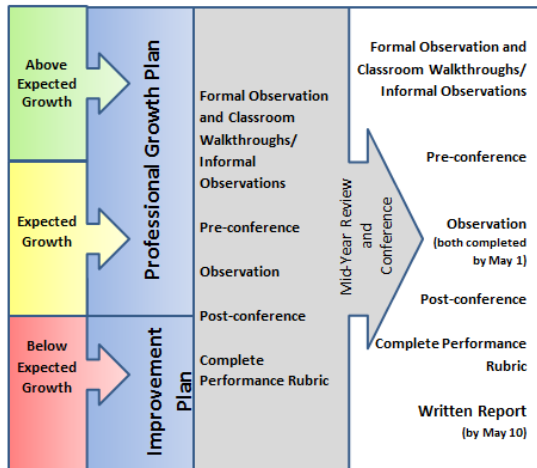 Above
Expected
Growth
Expected
Growth
Below
Expected
Growth
Professional Growth Plan
Improvement
Plan
Formal Observation
and Classroom
Walkthroughs/
Informal
Observations
Pre-conference
Observation
Post-conference
Complete
Performance Rubric
Mid-Year Review
and
Conference
Formal Observation and
Classroom Walkthroughs/
Informal Observations
Pre-conference
Observation
(both completed
by May 1)
Post-conference
Complete Performance
Rubric
Written Report
(by May 10)